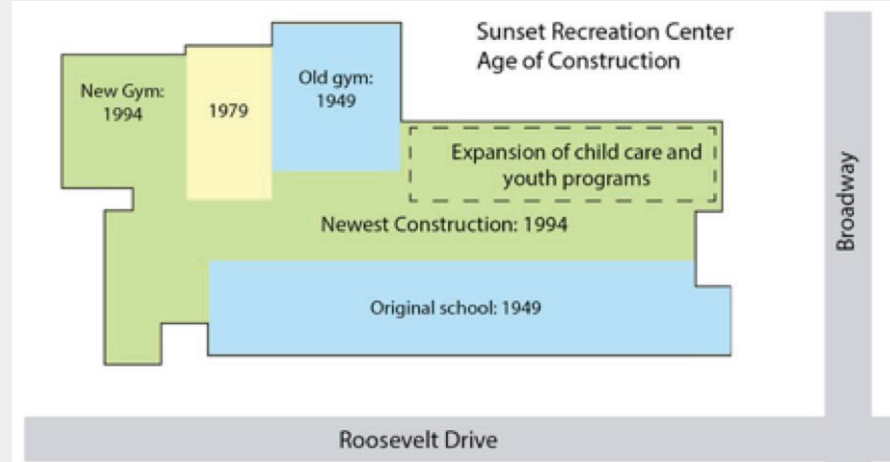 Sunset Recreation Center
Age of Construction
New Gym:
1994
1979
Old gym:
1949
Expansion of child care and
youth programs
Newest Construction: 1994
Original school: 1949
Broadway
Roosevelt Drive